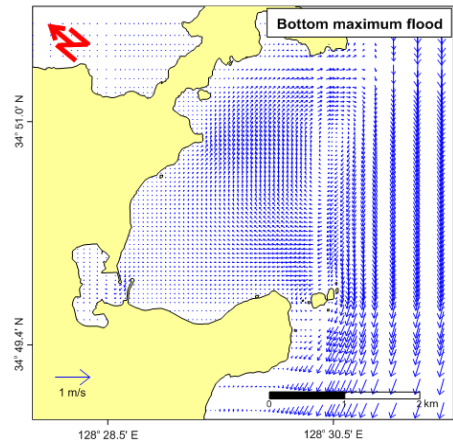 Bottom maximum flood
34° 51.0' N
34° 49.4' N
1 m/s
0 1 2 km
128° 28.5' E
128° 30.5' E